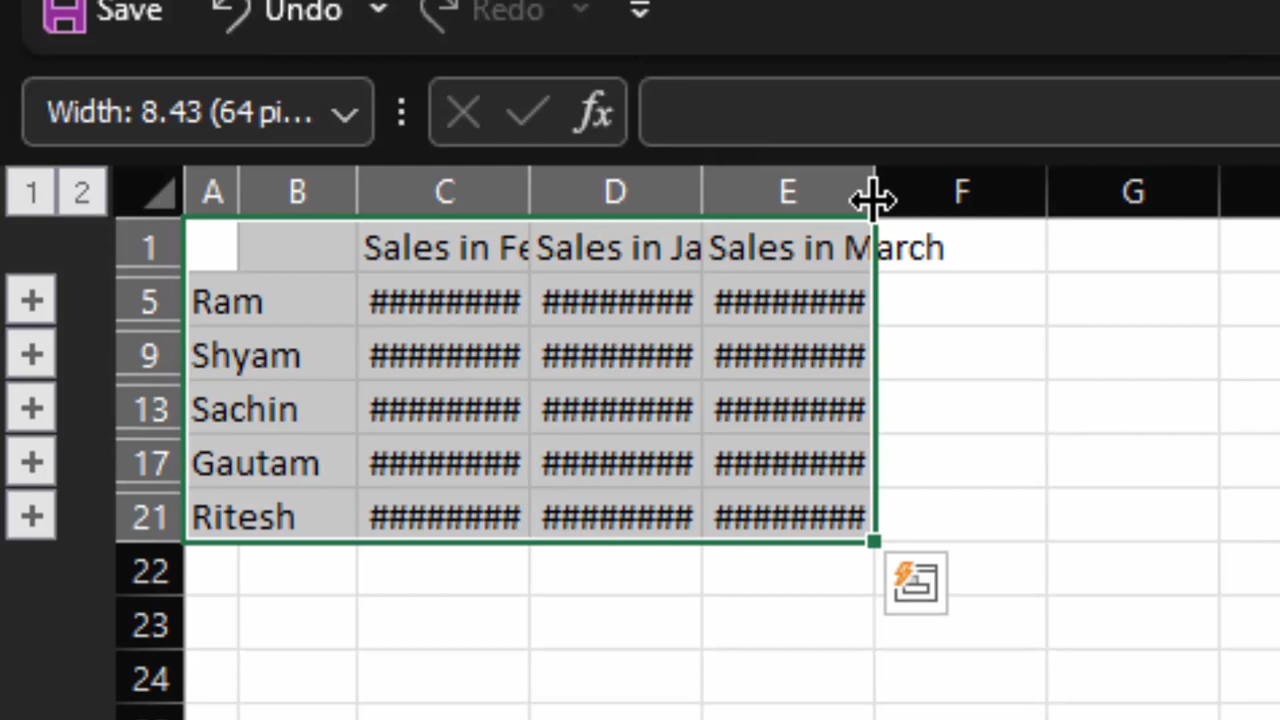 Save Undo Redo
Width: 8.43 (64 pi... fx
1 2 A B C D E F G
1 Sales in Fe Sales in Ja Sales in March
+ 5 Ram ######## ######## ########
+ 9 Shyam ######## ######## ########
+ 13 Sachin ######## ######## ########
+ 17 Gautam ######## ######## ########
+ 21 Ritesh ######## ######## ########
22
23
24